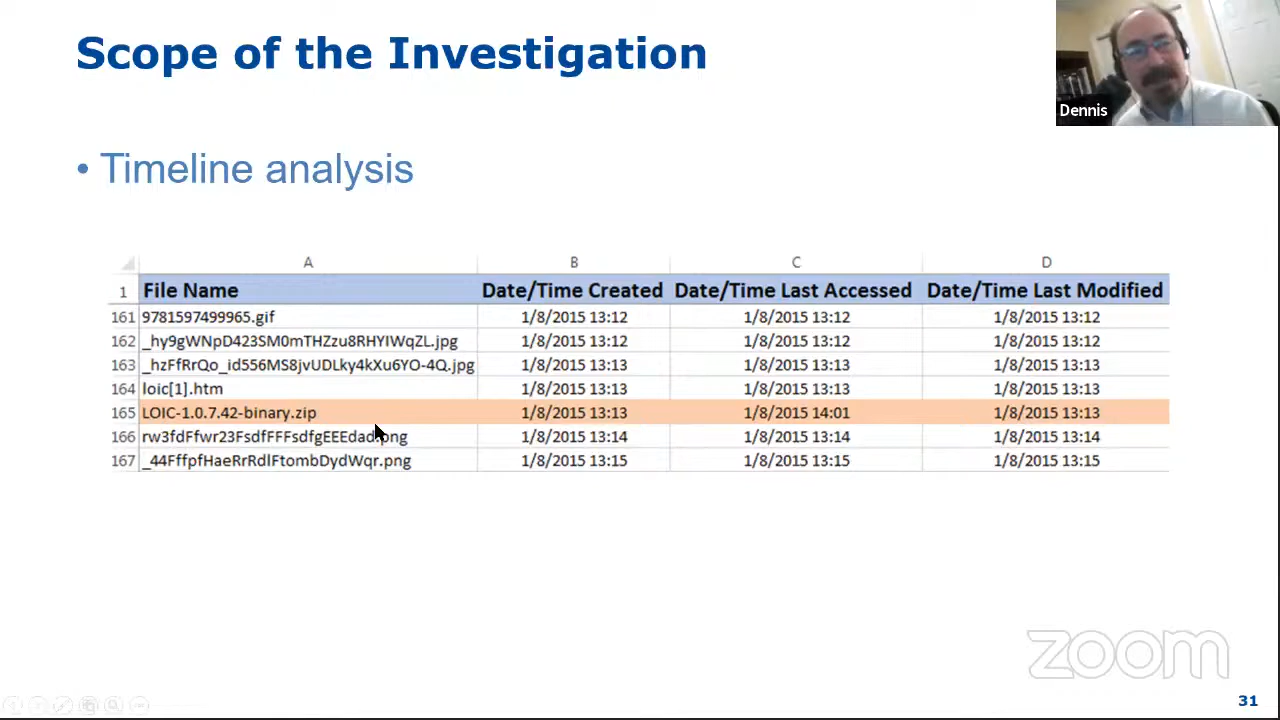 Scope of the Investigation
Dennis
• Timeline analysis
A B C D
1 File Name Date/Time Created Date/Time Last Accessed Date/Time Last Modified
161 9781597499965.gif 1/8/2015 13:12 1/8/2015 13:12 1/8/2015 13:12
162 _hy9gWNpD423SM0mTHZzu8RHYIWqZL.jpg 1/8/2015 13:12 1/8/2015 13:12 1/8/2015 13:12
163 _hzFfRrQo_id556MS8jvUDLky4kXu6YO-4Q.jpg 1/8/2015 13:13 1/8/2015 13:13 1/8/2015 13:13
164 loic[1].htm 1/8/2015 13:13 1/8/2015 13:13 1/8/2015 13:13
165 LOIC-1.0.7.42-binary.zip 1/8/2015 13:13 1/8/2015 14:01 1/8/2015 13:13
166 rw3fdFfwr23FsdfFFFsdfgEEEdad.png 1/8/2015 13:14 1/8/2015 13:14 1/8/2015 13:14
167 _44FffpfHaeRrRdlFtombDydWqr.png 1/8/2015 13:15 1/8/2015 13:15 1/8/2015 13:15
zoom
31